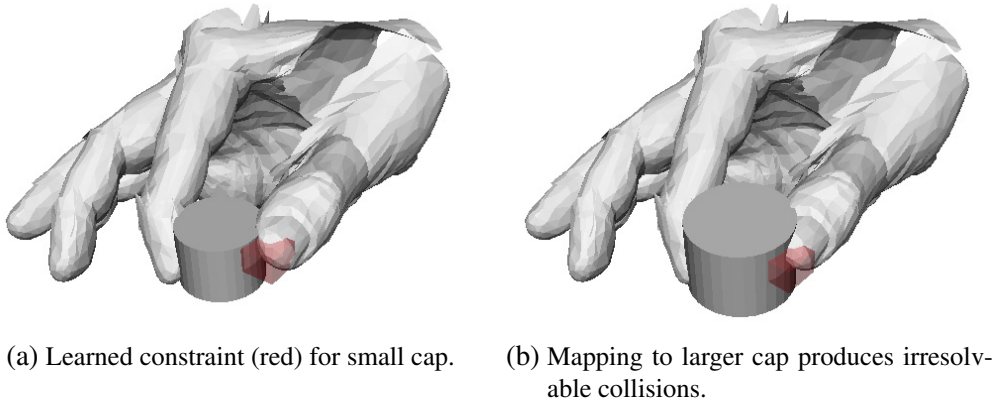 (a) Learned constraint (red) for small cap.
(b) Mapping to larger cap produces irresolv-
able collisions.